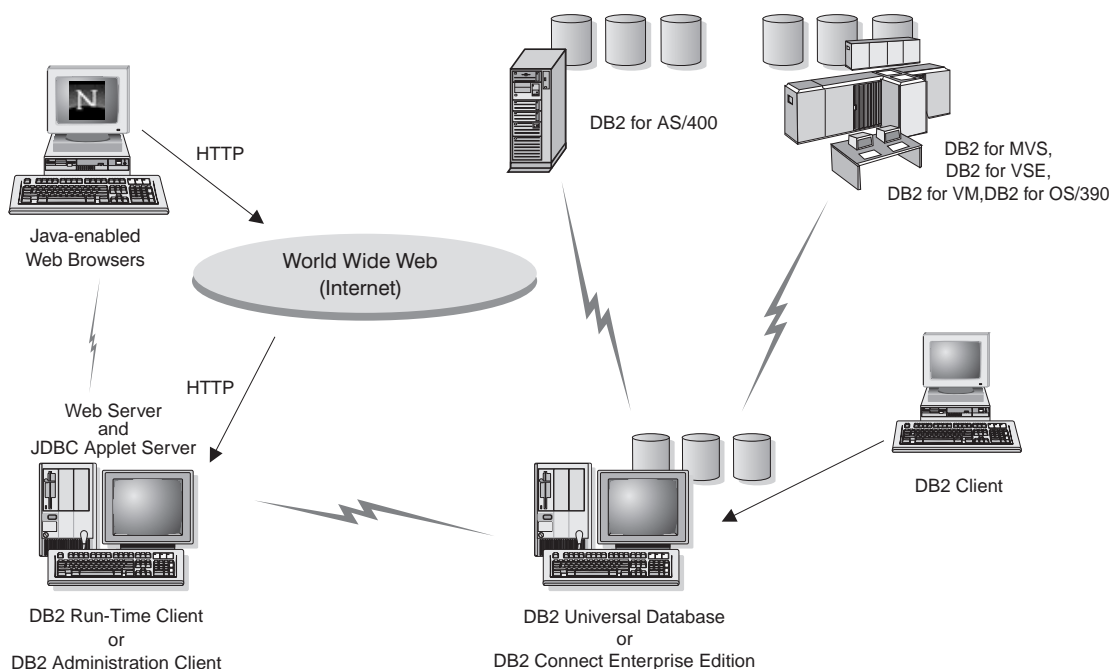 N
DB2 for AS/400
DB2 for MVS,
DB2 for VSE,
DB2 for VM,DB2 for OS/390
HTTP
Java-enabled
Web Browsers
World Wide Web
(Internet)
HTTP
Web Server
and
JDBC Applet Server
DB2 Client
DB2 Run-Time Client
or
DB2 Administration Client
DB2 Universal Database
or
DB2 Connect Enterprise Edition